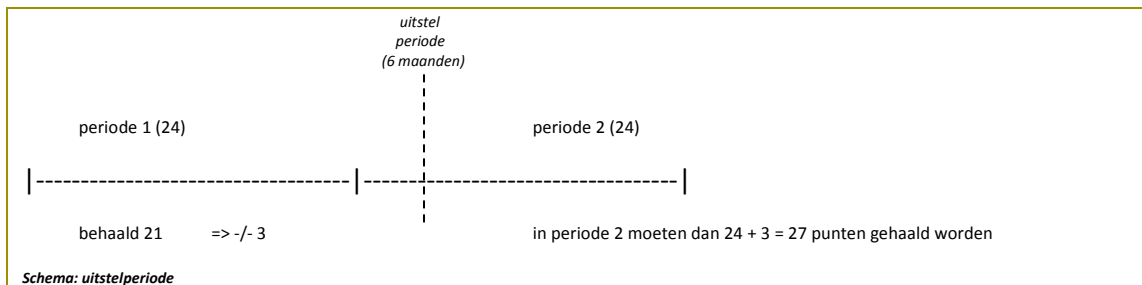 uitstel
periode
(6 maanden)
periode 1 (24) periode 2 (24)
|-----------------------------------|-----------------------------------|
behaald 21 => -/- 3 in periode 2 moeten dan 24 + 3 = 27 punten gehaald worden
Schema: uitstelperiode